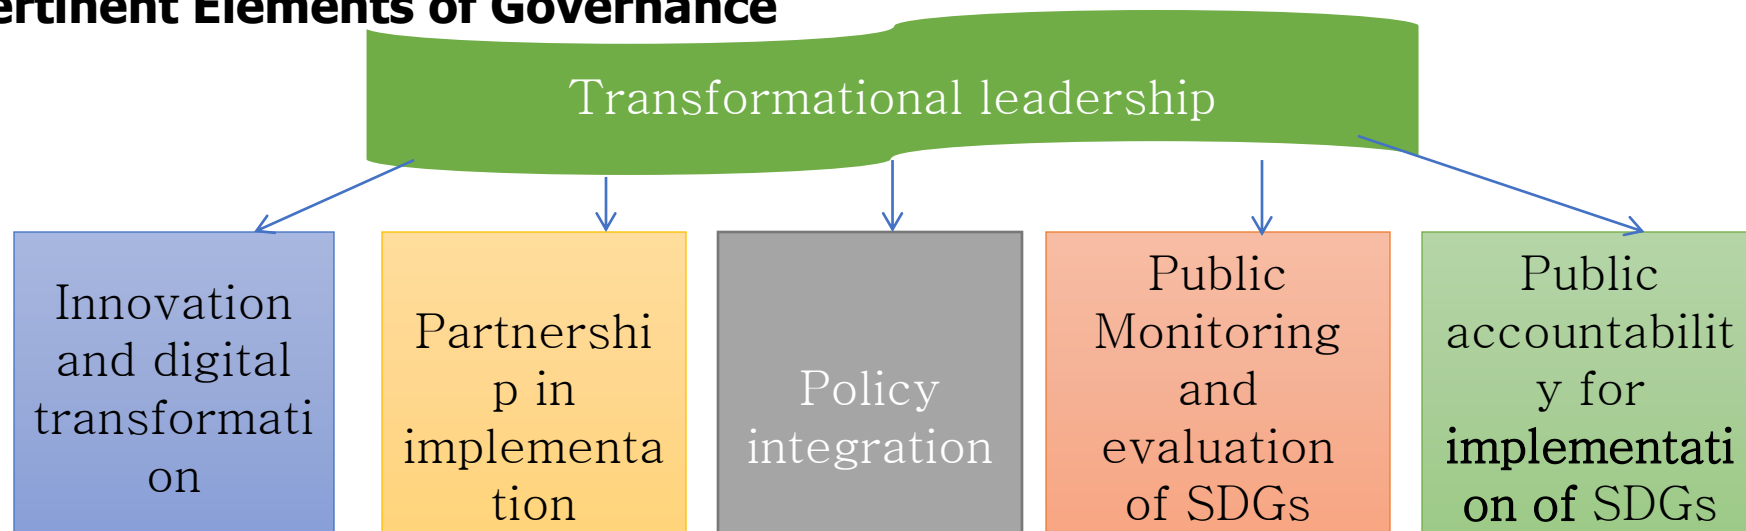 ertinent Elements of Governance
Transformational leadership
Innovation
and digital
transformati
on
Partnershi
p in
implementa
tion
Policy
integration
Public
Monitoring
and
evaluation
of SDGs
Public
accountabilit
y for
implementati
on of SDGs